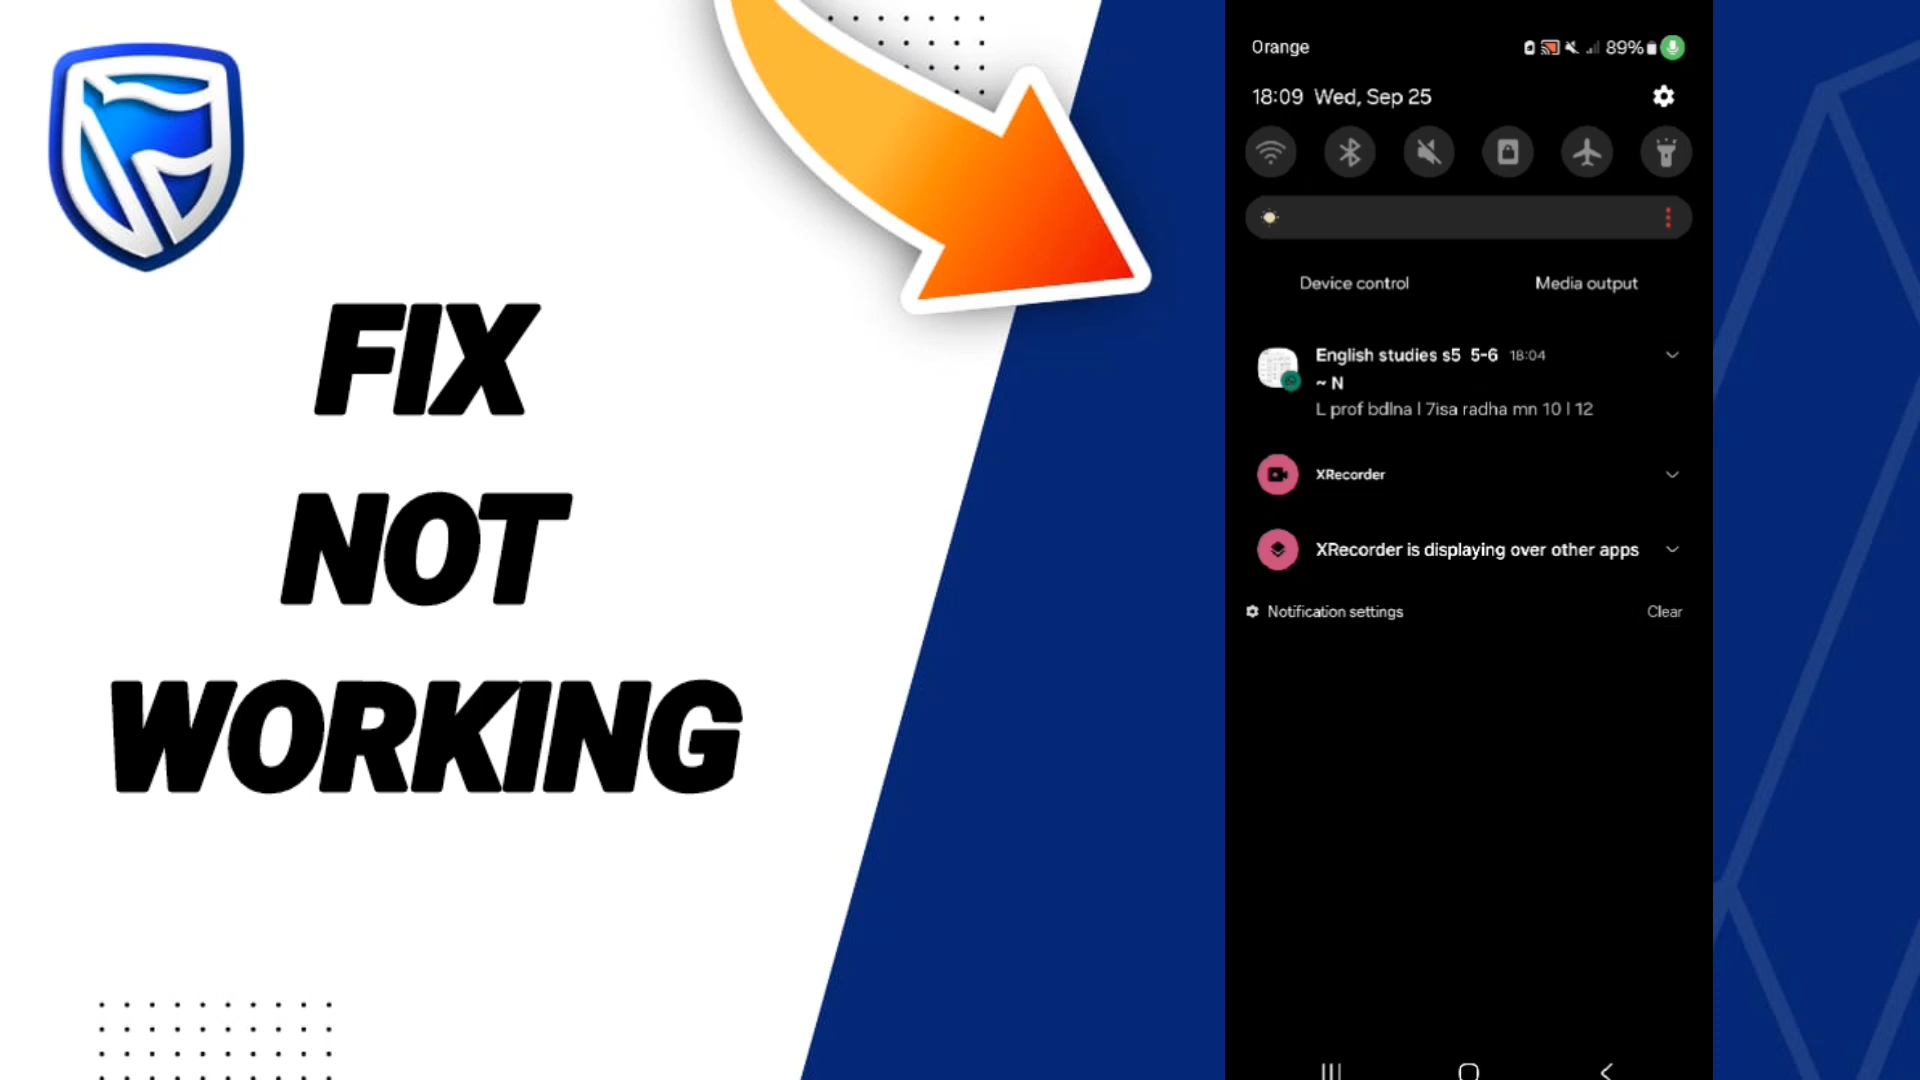 FIX
NOT
WORKING
Orange
89%
18:09 Wed, Sep 25
Device control
Media output
English studies s5 5-6 18:04
~ N
L prof bdlna l 7isa radha mn 10 l 12
XRecorder
XRecorder is displaying over other apps
Notification settings
Clear